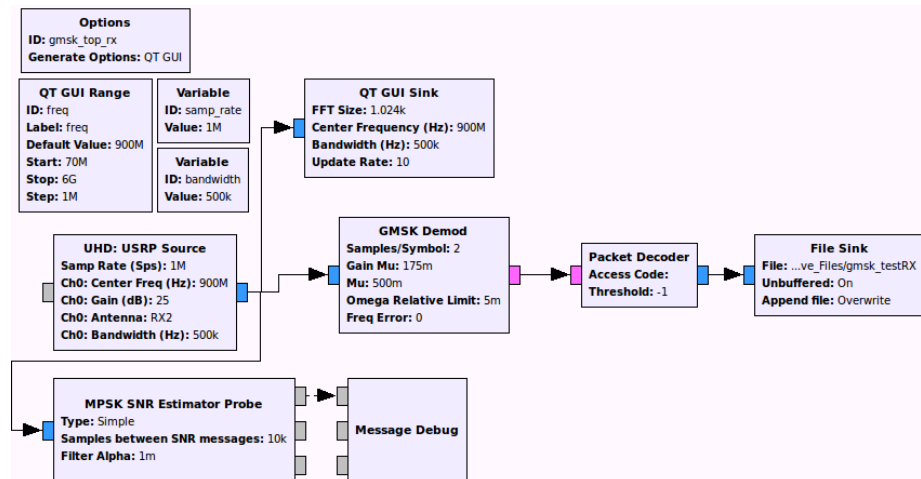 Options
ID: gmsk_top_rx
Generate Options: QT GUI
QT GUI Range
ID: freq
Label: freq
Default Value: 900M
Start: 70M
Stop: 6G
Step: 1M
Variable
ID: samp_rate
Value: 1M
Variable
ID: bandwidth
Value: 500k
QT GUI Sink
FFT Size: 1.024k
Center Frequency (Hz): 900M
Bandwidth (Hz): 500k
Update Rate: 10
UHD: USRP Source
Samp Rate (Sps): 1M
Ch0: Center Freq (Hz): 900M
Ch0: Gain (dB): 25
Ch0: Antenna: RX2
Ch0: Bandwidth (Hz): 500k
GMSK Demod
Samples/Symbol: 2
Gain Mu: 175m
Mu: 500m
Omega Relative Limit: 5m
Freq Error: 0
Packet Decoder
Access Code:
Threshold: -1
File Sink
File: ...ve_Files/gmsk_testRX
Unbuffered: On
Append file: Overwrite
MPSK SNR Estimator Probe
Type: Simple
Samples between SNR messages: 10k
Filter Alpha: 1m
Message Debug